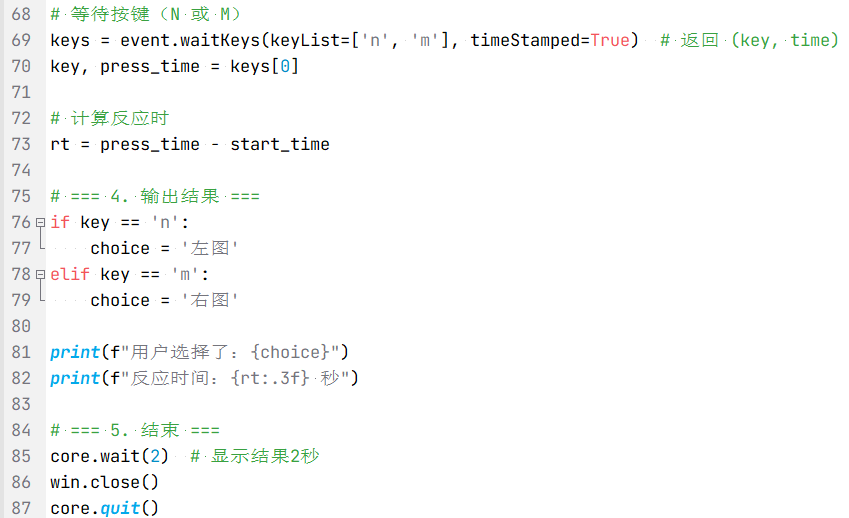 68 # 等待按键（N 或 M）
69 keys = event.waitKeys(keyList=['n', 'm'], timeStamped=True)  # 返回 (key, time)
70 key, press_time = keys[0]
71
72 # 计算反应时
73 rt = press_time - start_time
74
75 # === 4. 输出结果 ===
76 if key == 'n':
77     choice = '左图'
78 elif key == 'm':
79     choice = '右图'
80
81 print(f"用户选择了: {choice}")
82 print(f"反应时间: {rt:.3f} 秒")
83
84 # === 5. 结束 ===
85 core.wait(2)  # 显示结果2秒
86 win.close()
87 core.quit()